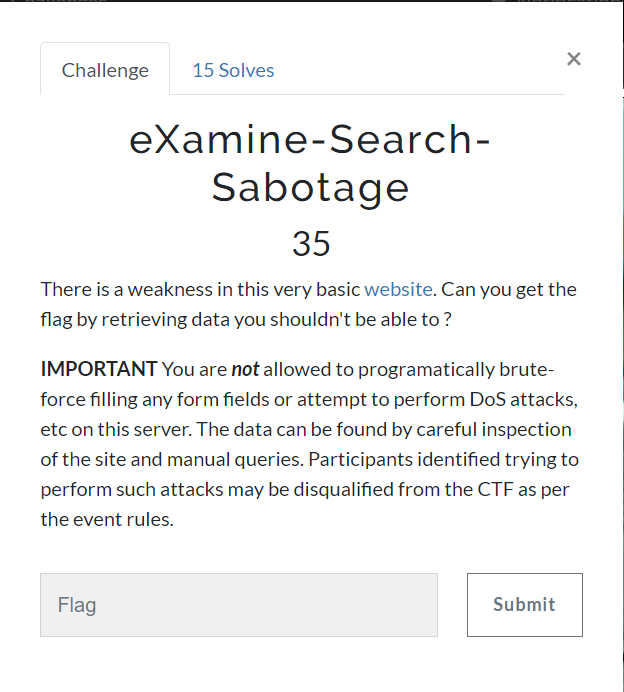 Challenge
15 Solves
×
eXamine-Search-
Sabotage
35
There is a weakness in this very basic website. Can you get the
flag by retrieving data you shouldn't be able to ?
IMPORTANT You are not allowed to programatically brute-
force filling any form fields or attempt to perform DoS attacks,
etc on this server. The data can be found by careful inspection
of the site and manual queries. Participants identified trying to
perform such attacks may be disqualified from the CTF as per
the event rules.
Flag
Submit